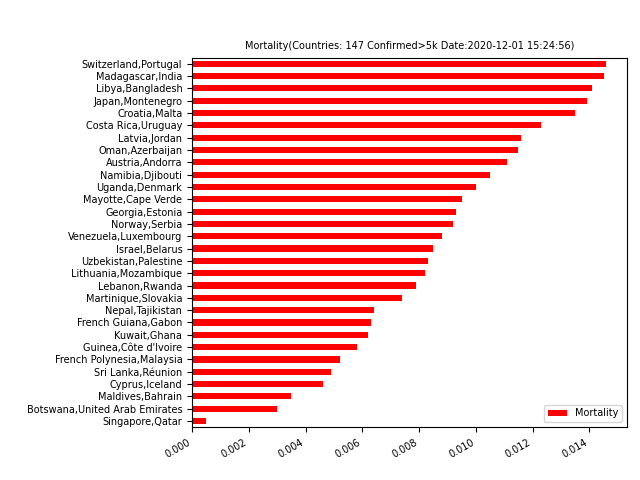 Mortality(Countries: 147 Confirmed>5k Date:2020-12-01 15:24:56)
Switzerland,Portugal
Madagascar,India
Libya,Bangladesh
Japan,Montenegro
Croatia,Malta
Costa Rica,Uruguay
Latvia,Jordan
Oman,Azerbaijan
Austria,Andorra
Namibia,Djibouti
Uganda,Denmark
Mayotte,Cape Verde
Georgia,Estonia
Norway,Serbia
Venezuela,Luxembourg
Israel,Belarus
Uzbekistan,Palestine
Lithuania,Mozambique
Lebanon,Rwanda
Martinique,Slovakia
Nepal,Tajikistan
French Guiana,Gabon
Kuwait,Ghana
Guinea,Côte d'Ivoire
French Polynesia,Malaysia
Sri Lanka,Réunion
Cyprus,Iceland
Maldives,Bahrain
Botswana,United Arab Emirates
Singapore,Qatar
Mortality
0.000 0.002 0.004 0.006 0.008 0.010 0.012 0.014